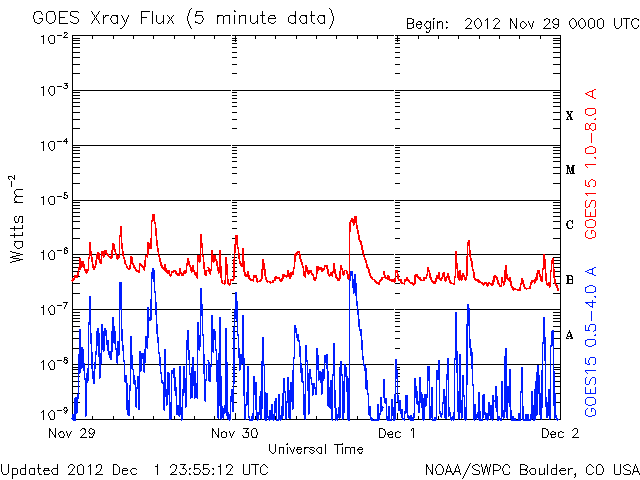 GOES Xray Flux (5 minute data)
Begin: 2012 Nov 29 0000 UTC
10⁻²
10⁻³
10⁻⁴
10⁻⁵
10⁻⁶
10⁻⁷
10⁻⁸
10⁻⁹
Watts m⁻²
X
M
C
B
A
GOES15 1.0-8.0 A
GOES15 0.5-4.0 A
Nov 29
Nov 30
Dec 1
Dec 2
Universal Time
Updated 2012 Dec 1 23:55:12 UTC
NOAA/SWPC Boulder, CO USA